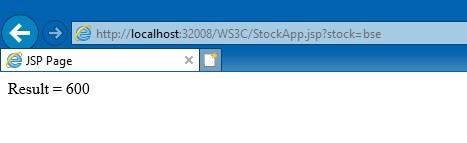 http://localhost:32008/WS3C/StockApp.jsp?stock=bse
JSP Page
Result = 600